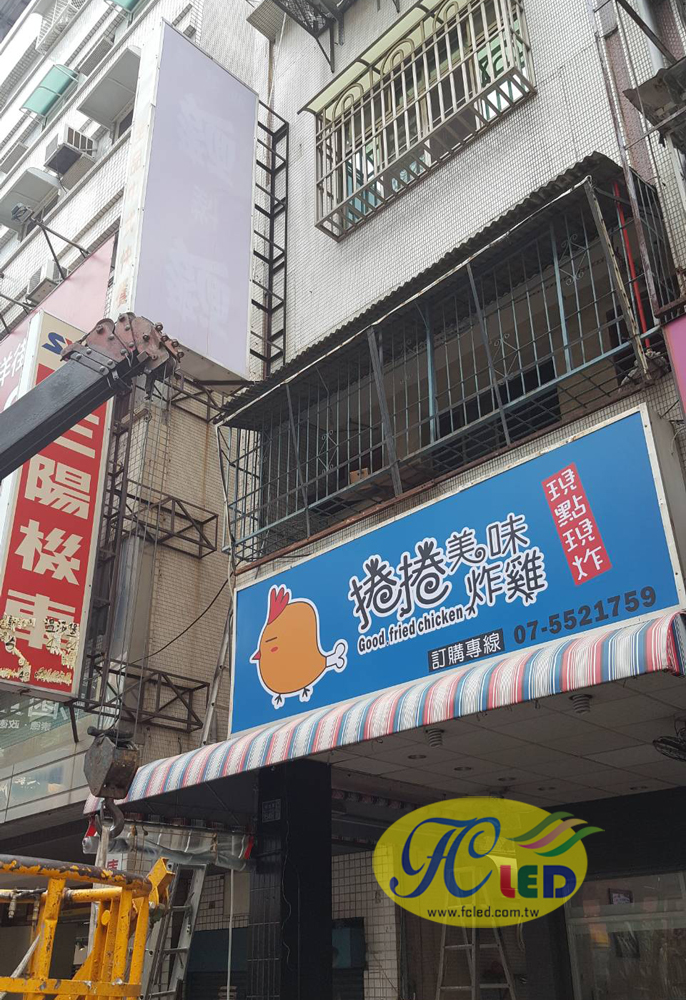 三陽機車
捲捲美味炸雞
Good fried chicken
現點現炸
訂購專線 07-5521759
FC LED
www.fcled.com.tw